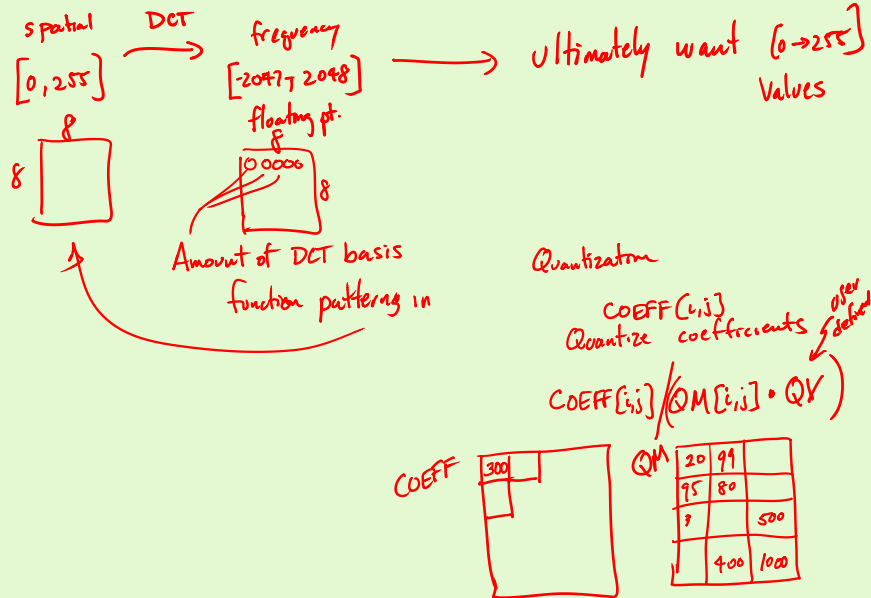 spatial
DCT
frequency
[0, 255]
[-2047, 2048]
floating pt.
Ultimately want [0→255]
Values
8
8
8
00000
8
Amount of DCT basis
function pattering in
Quantization
COEFF[i,j]
Quantize coefficients
user
defined
COEFF[i,j]/(QM[i,j] • QV)
COEFF
300
QM
20 99
95 80
? 500
400 1000